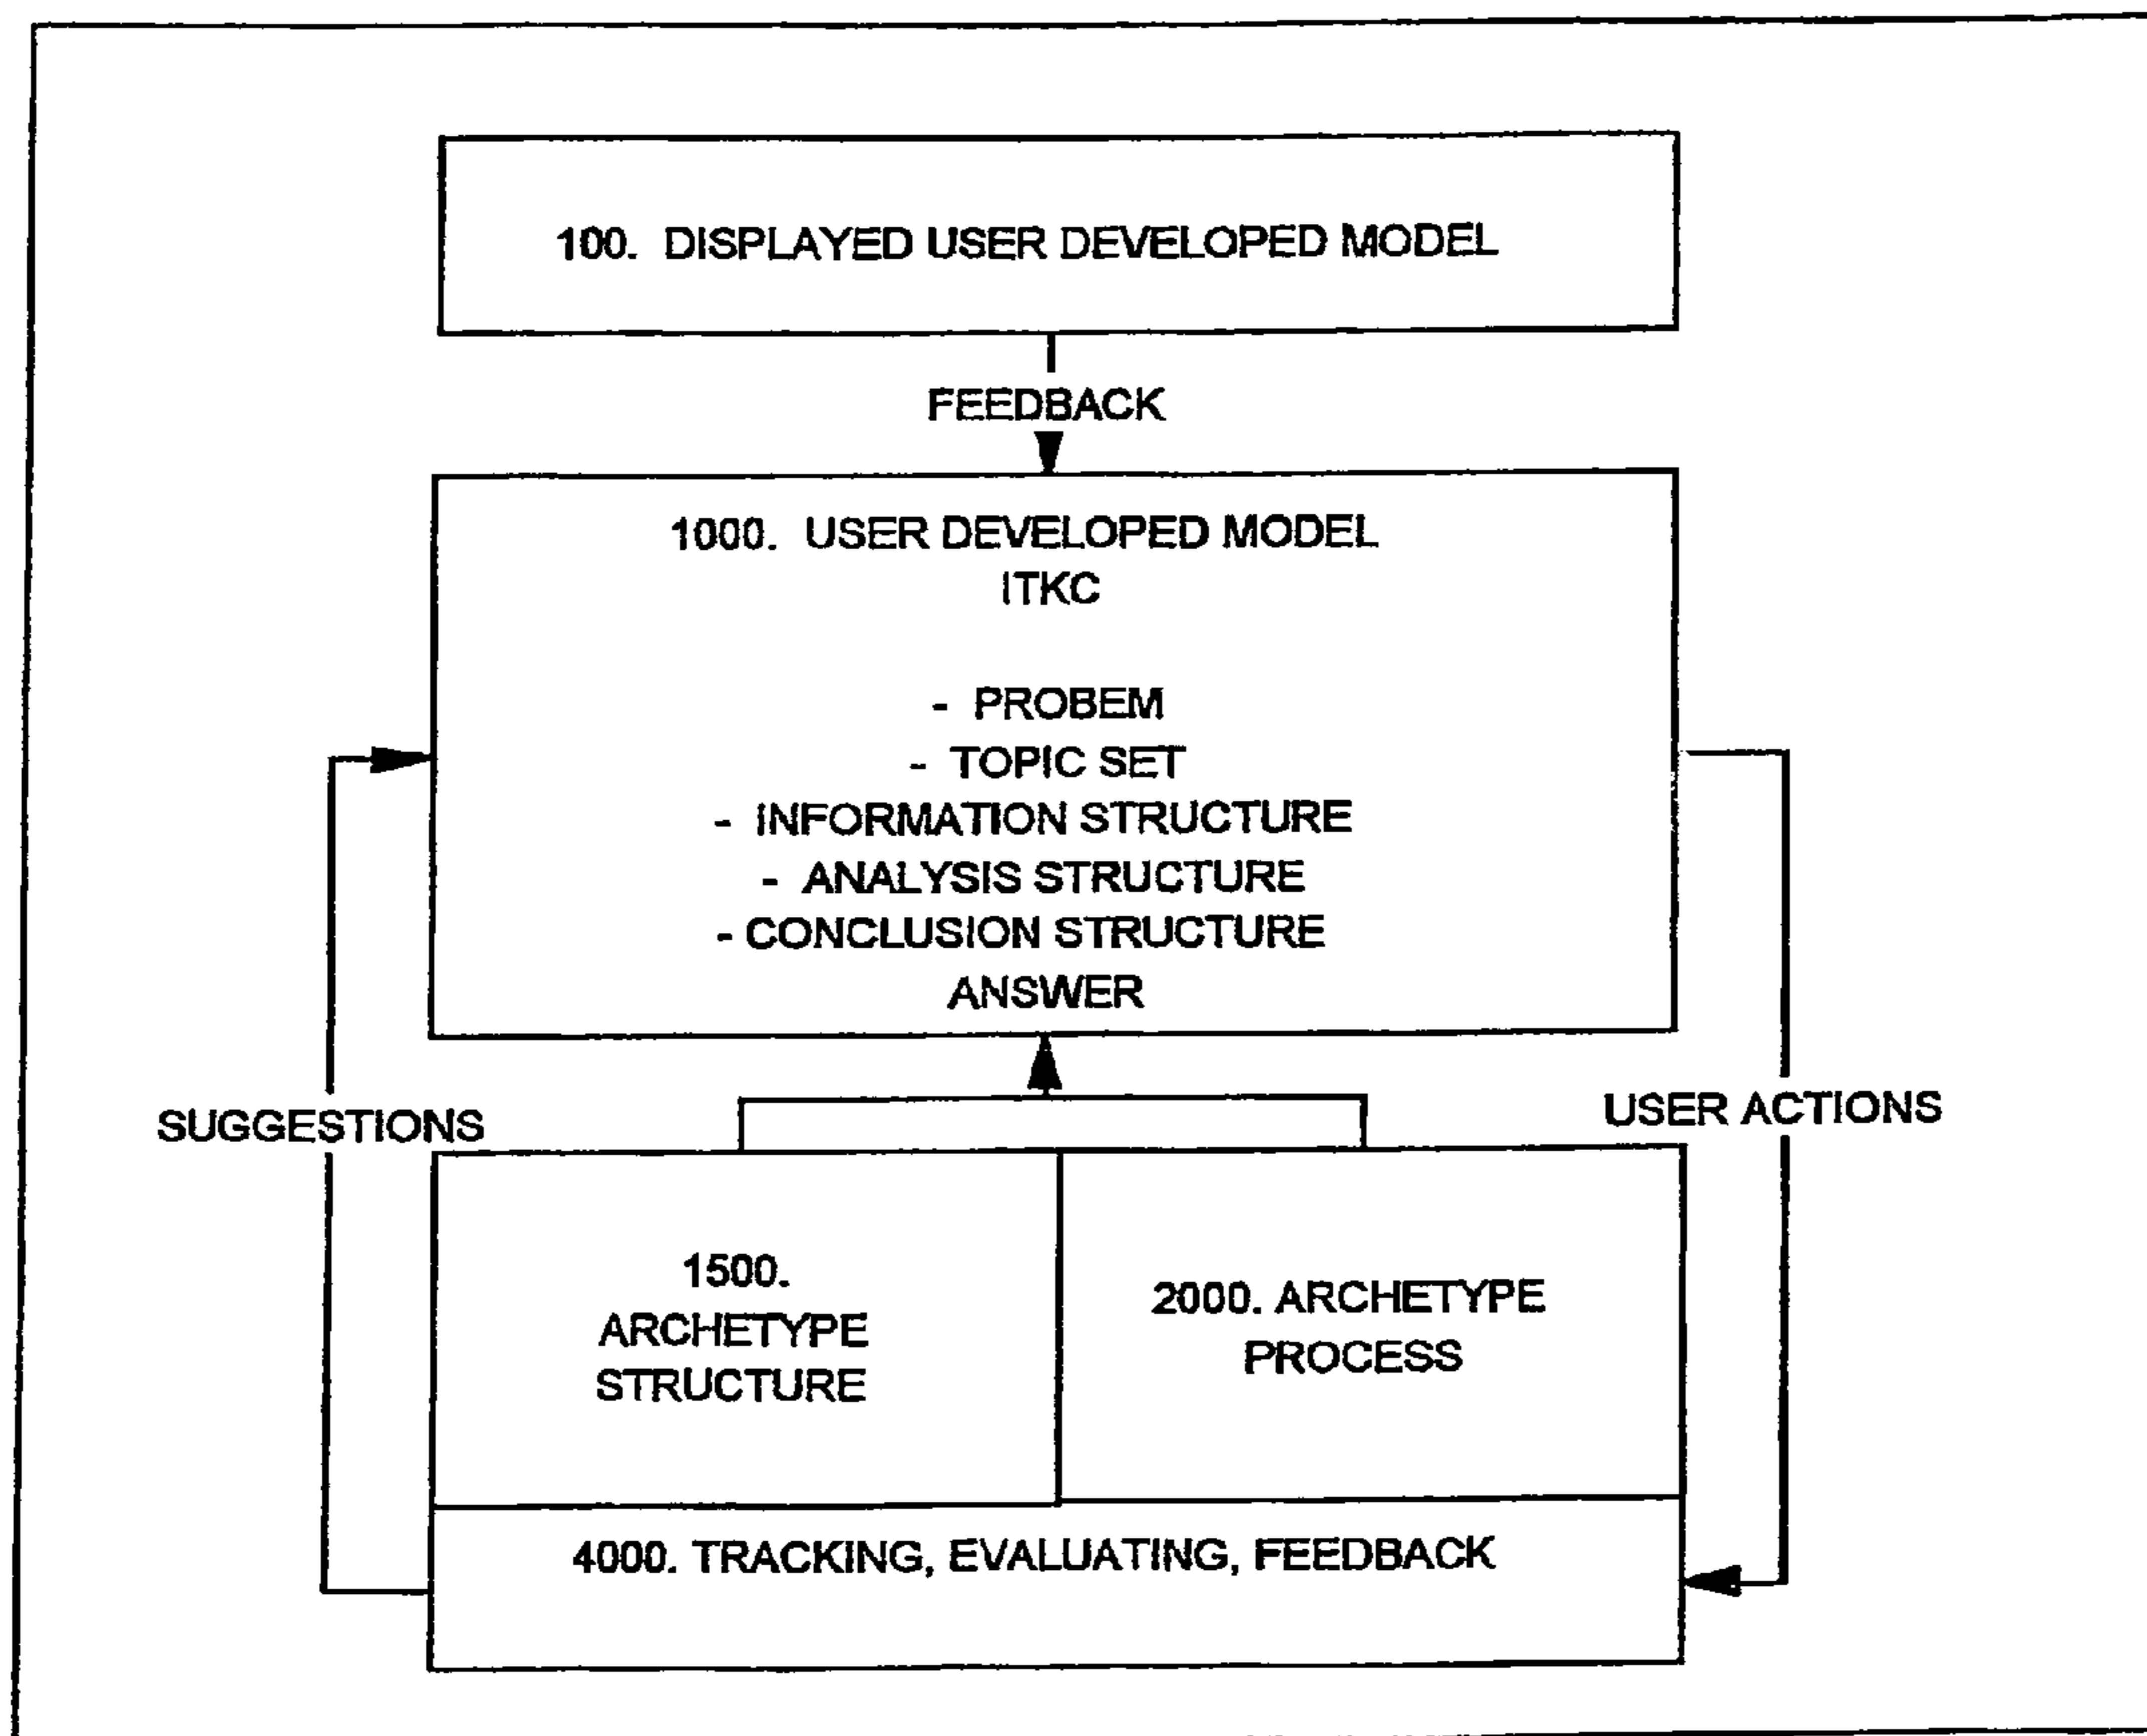 100. DISPLAYED USER DEVELOPED MODEL
FEEDBACK
1000. USER DEVELOPED MODEL
ITKC
- PROBEM
- TOPIC SET
- INFORMATION STRUCTURE
- ANALYSIS STRUCTURE
- CONCLUSION STRUCTURE
ANSWER
SUGGESTIONS
USER ACTIONS
1500.
ARCHETYPE
STRUCTURE
2000. ARCHETYPE
PROCESS
4000. TRACKING, EVALUATING, FEEDBACK